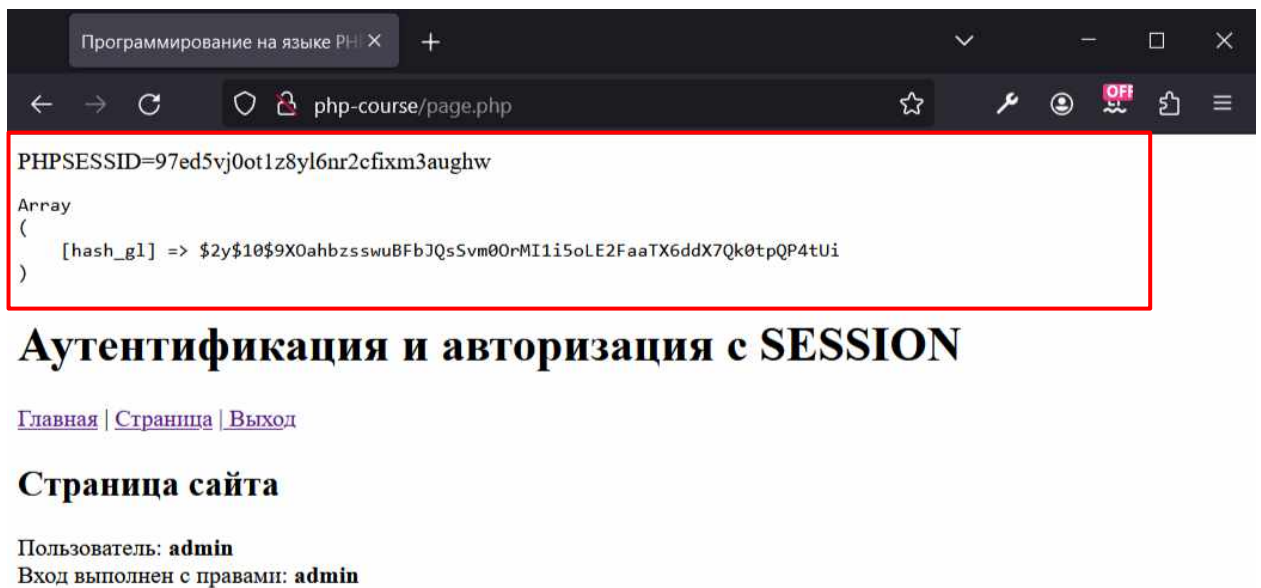 Программирование на языке PH
php-course/page.php
OFF
PHPSESSID=97ed5vj0ot1z8yl6nr2cfixm3aughw
Array
(
[hash_gl] => $2y$10$9XOahbzsswuBFbJQsSvm0OrMI1i5oLE2FaaTX6ddX7Qk0tpQP4tUi
)
Аутентификация и авторизация с SESSION
Главная | Страница | Выход
Страница сайта
Пользователь: admin
Вход выполнен с правами: admin